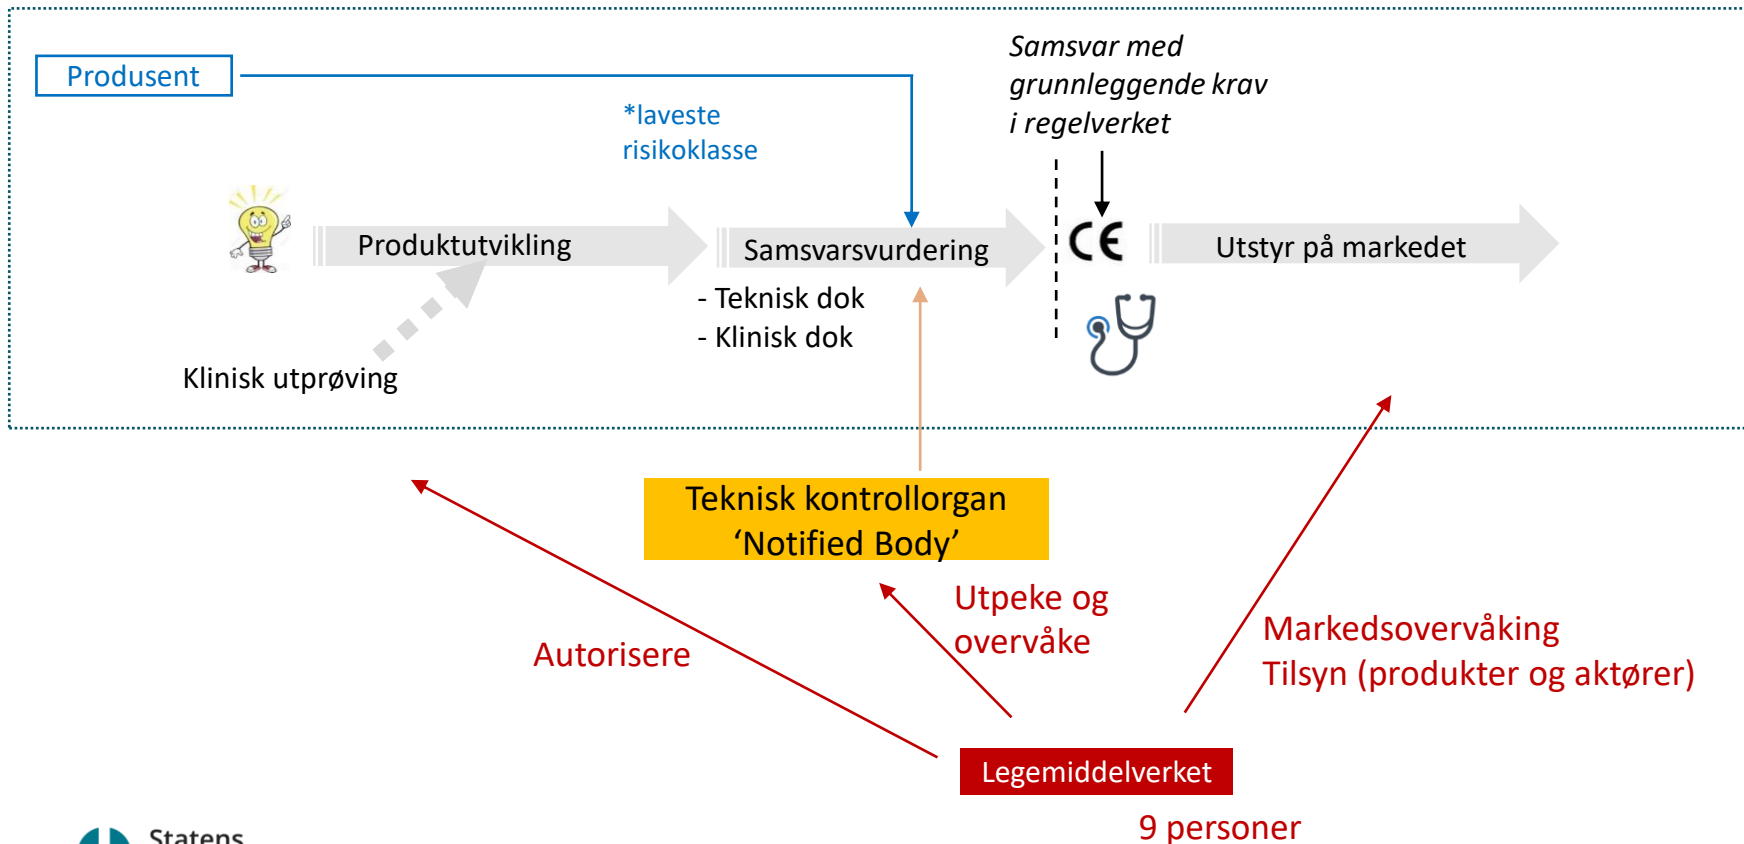 Produsent
*laveste
risikoklasse
Samsvar med
grunnleggende krav
i regelverket
Produktutvikling
Samsvarsvurdering
CE
Utstyr på markedet
- Teknisk dok
- Klinisk dok
Klinisk utprøving
Teknisk kontrollorgan
‘Notified Body’
Autorisere
Utpeke og
overvåke
Markedsovervåking
Tilsyn (produkter og aktører)
Legemiddelverket
9 personer
Statens